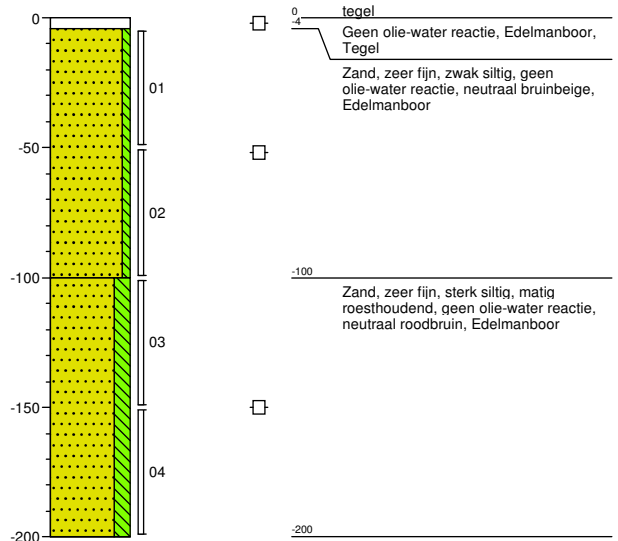 0
-50
-100
-150
-200
01
02
03
04
0
tegel
-4
Geen olie-water reactie, Edelmanboor,
Tegel
Zand, zeer fijn, zwak siltig, geen
olie-water reactie, neutraal bruinbeige,
Edelmanboor
-100
Zand, zeer fijn, sterk siltig, matig
roesthoudend, geen olie-water reactie,
neutraal roodbruin, Edelmanboor
-200